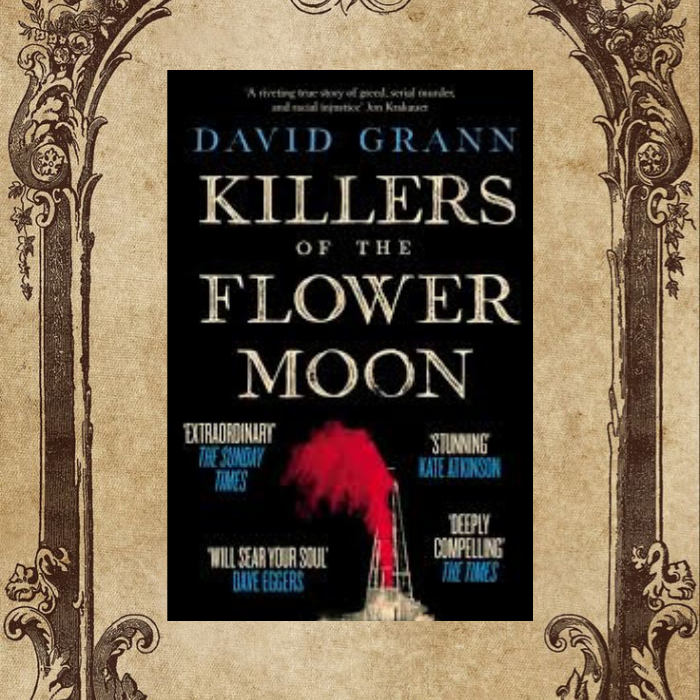 'A riveting true story of greed, serial murder,
and racial injustice' Jon Krakauer
DAVID GRANN
KILLERS
OF THE
FLOWER
MOON
'EXTRAORDINARY'
THE SUNDAY
TIMES
'STUNNING'
KATE ATKINSON
'WILL SEAR YOUR SOUL'
DAVE EGGERS
'DEEPLY
COMPELLING'
THE TIMES